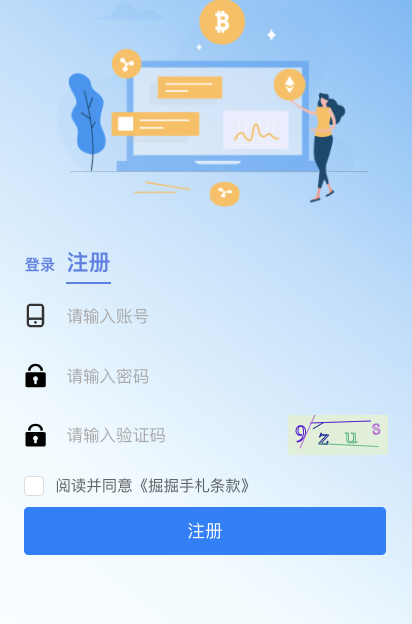 登录 注册
请输入账号
请输入密码
请输入验证码
9 z u s
阅读并同意《掘掘手札条款》
注册